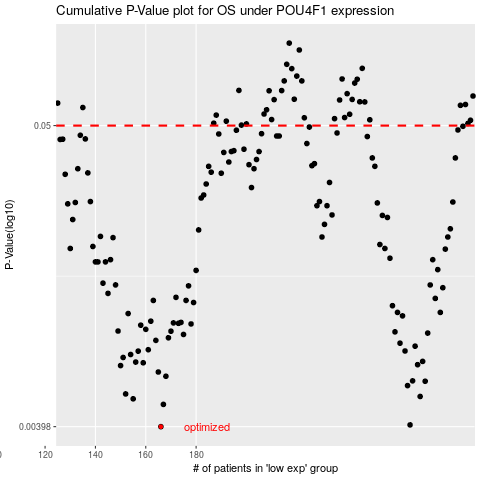 Cumulative P-Value plot for OS under POU4F1 expression
P-Value(log10)
0.05
0.00398
optimized
0 120 140 160 180
# of patients in 'low exp' group